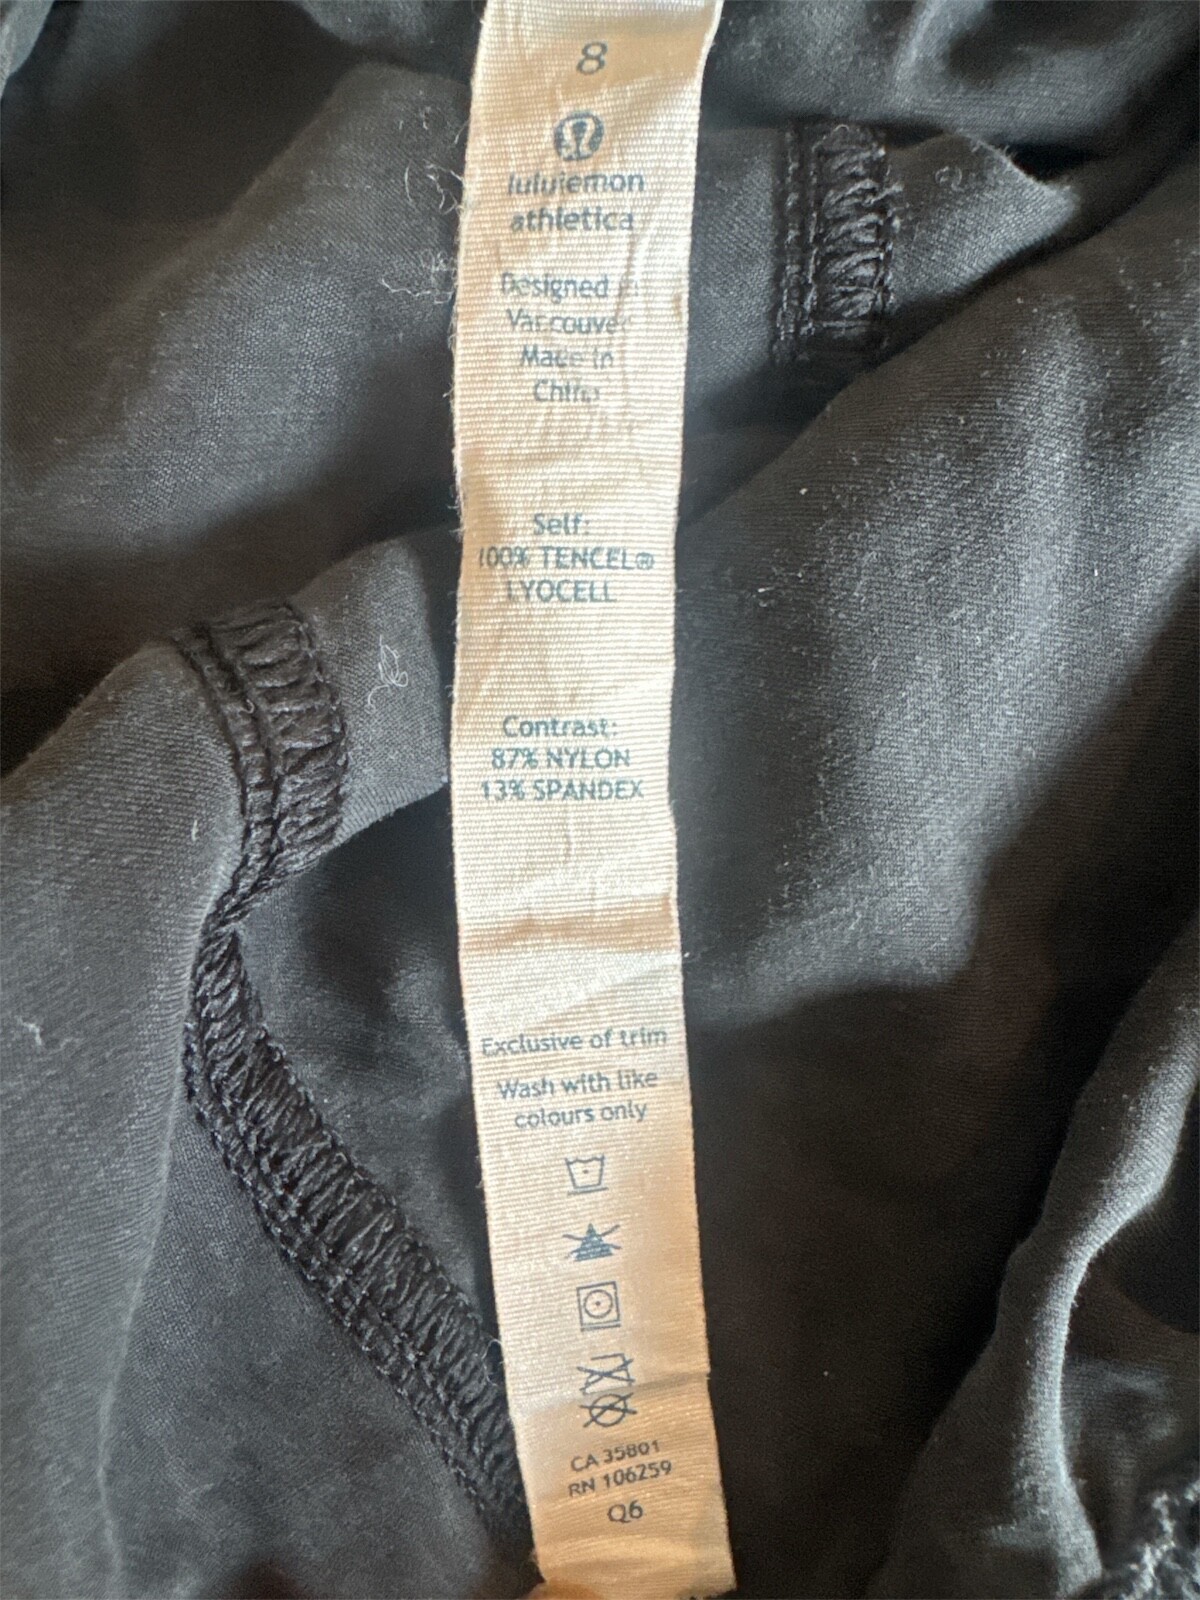 8
lululemon
athletica
Designed in
Vancouver
Made in
China
Self:
100% TENCEL®
LYOCELL
Contrast:
87% NYLON
13% SPANDEX
Exclusive of trim
Wash with like
colours only
CA 35801
RN 106259
Q6